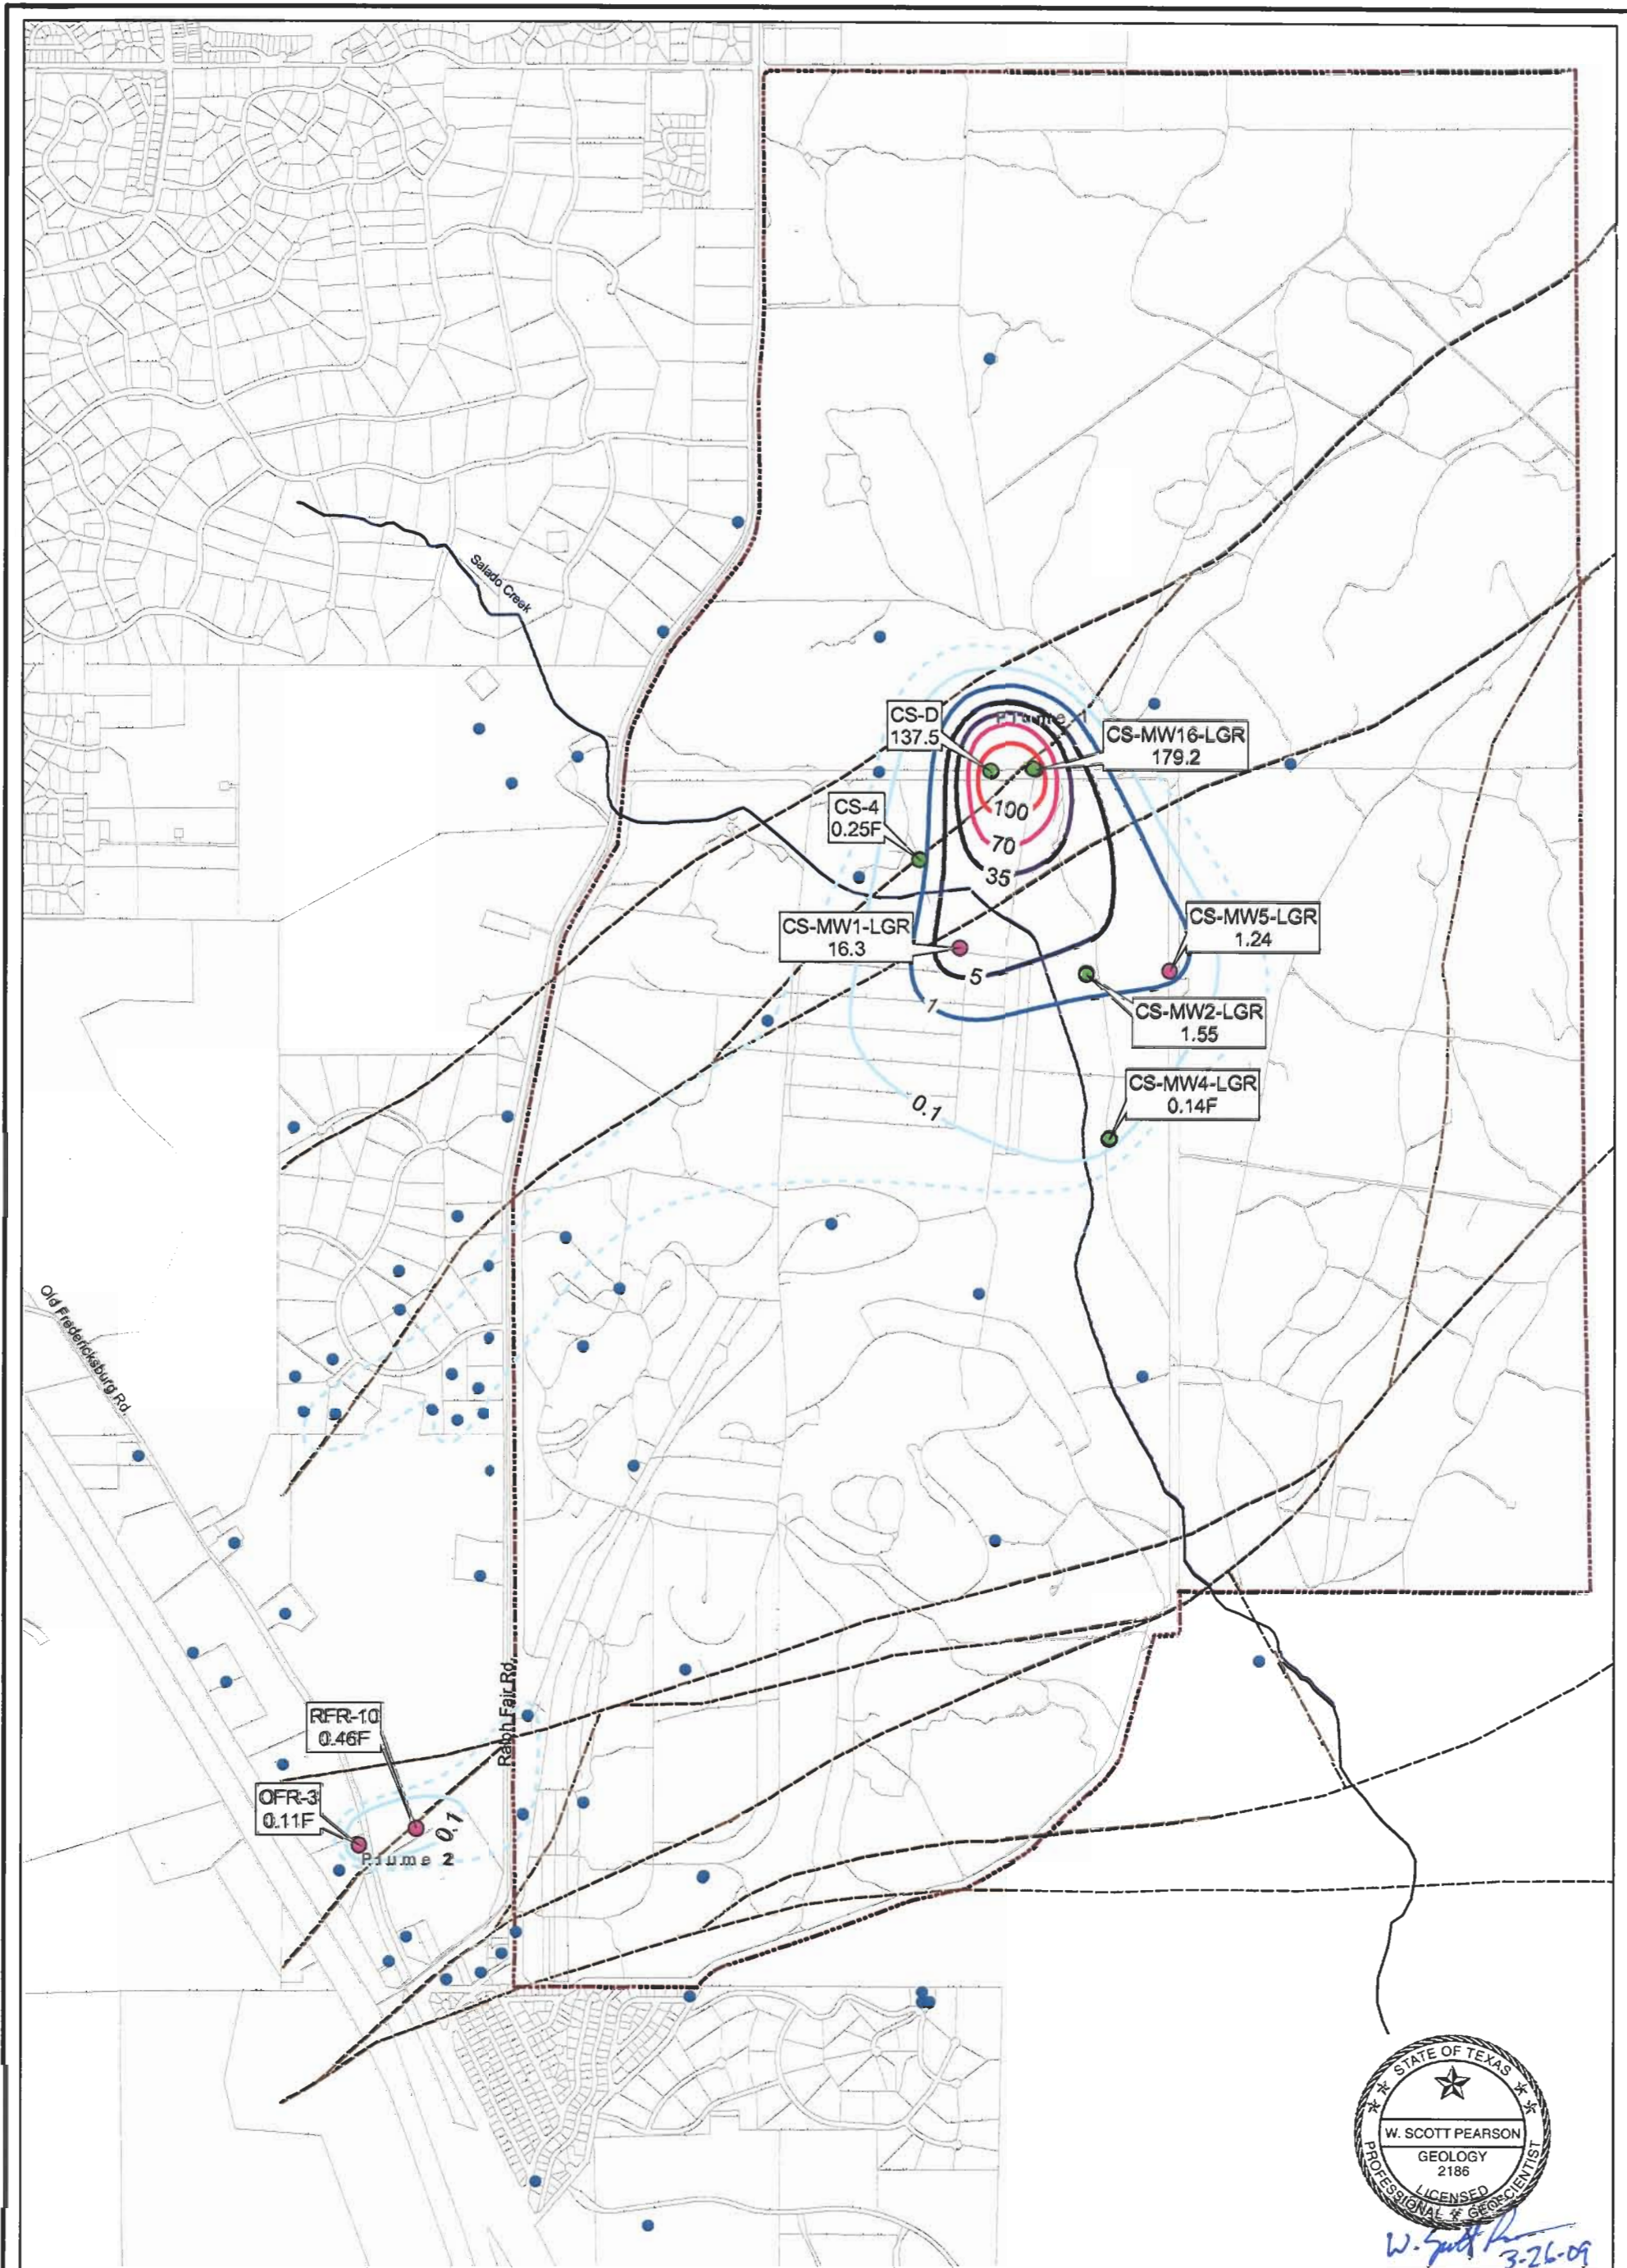 Salado Creek
Plume 1
CS-D
137.5
CS-MW16-LGR
179.2
100
CS-4
0.25F
70
35
CS-MW1-LGR
16.3
CS-MW5-LGR
1.24
5
1
CS-MW2-LGR
1.55
CS-MW4-LGR
0.14F
0.1
Old Fredericksburg Rd.
Ralph Fair Rd.
RFR-10
0.46F
OFR-3
0.11F
0.1
Plume 2
STATE OF TEXAS
W. SCOTT PEARSON
GEOLOGY
2186
LICENSED
PROFESSIONAL GEOSCIENTIST
W. Scott
3-26-09